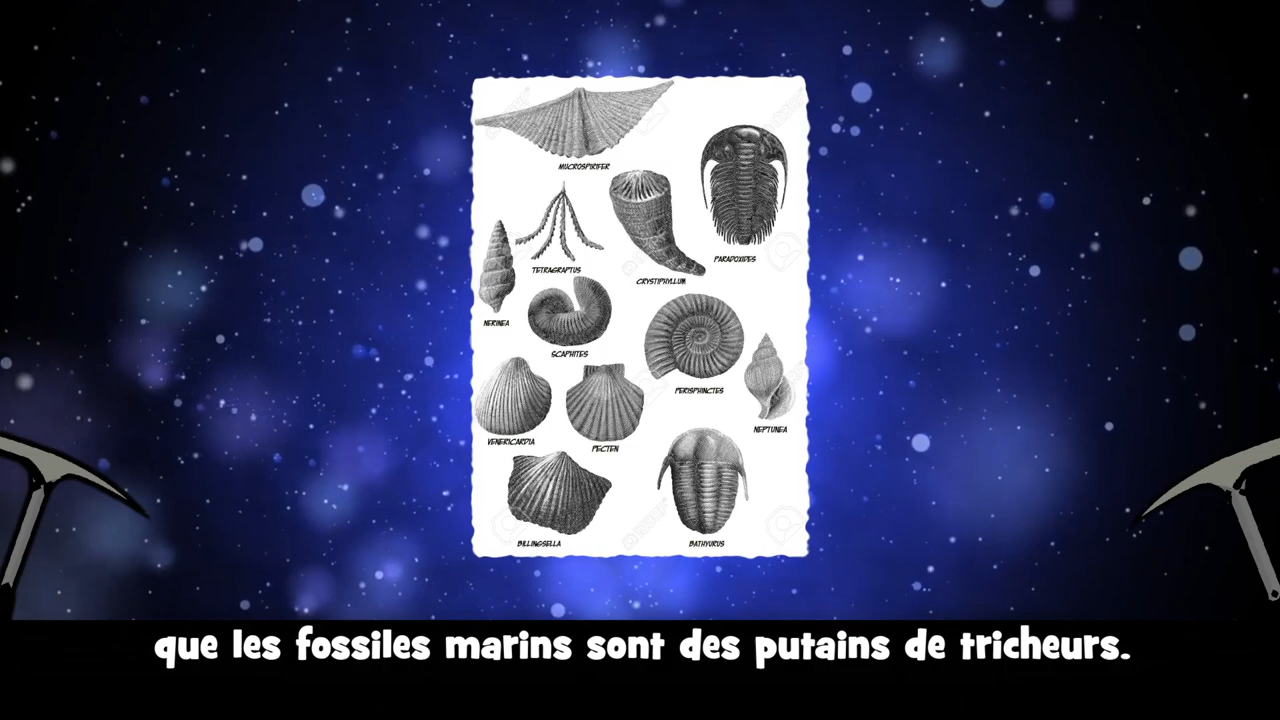 MUCROSPIRIFER
PARADOXIDES
TETRAGRAPTUS
CRYSTIPHYLLUM
NERINEA
SCAPHITES
PERISPHINCTES
NEPTUNEA
VENERICARDIA
PECTEN
BILLINGSELLA
BATHYURUS
que les fossiles marins sont des putains de tricheurs.